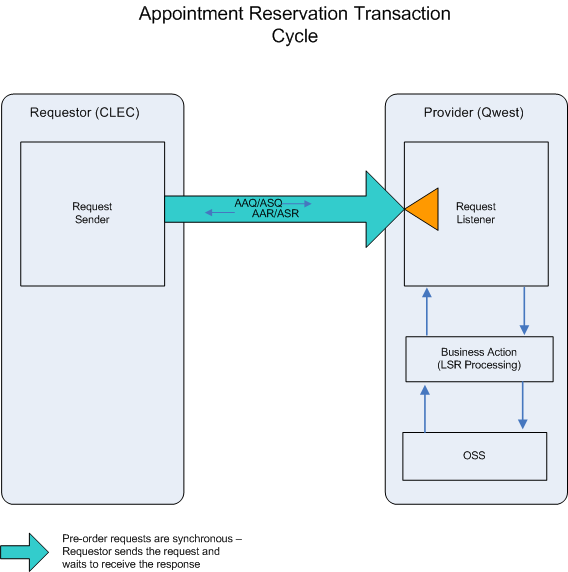 Appointment Reservation Transaction
Cycle
Requestor (CLEC)
Provider (Qwest)
Request
Sender
AAQ/ASQ
AAR/ASR
Request
Listener
Business Action
(LSR Processing)
OSS
Pre-order requests are synchronous –
Requestor sends the request and
waits to receive the response